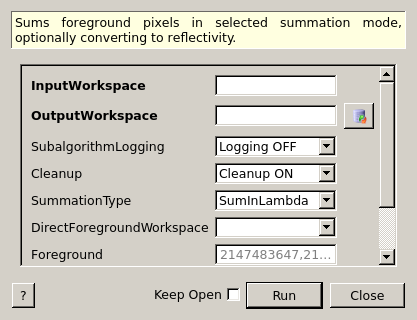 Sums foreground pixels in selected summation mode,
optionally converting to reflectivity.
InputWorkspace
OutputWorkspace
SubalgorithmLogging Logging OFF
Cleanup Cleanup ON
SummationType SumInLambda
DirectForegroundWorkspace
Foreground 2147483647,21...
? Keep Open Run Close